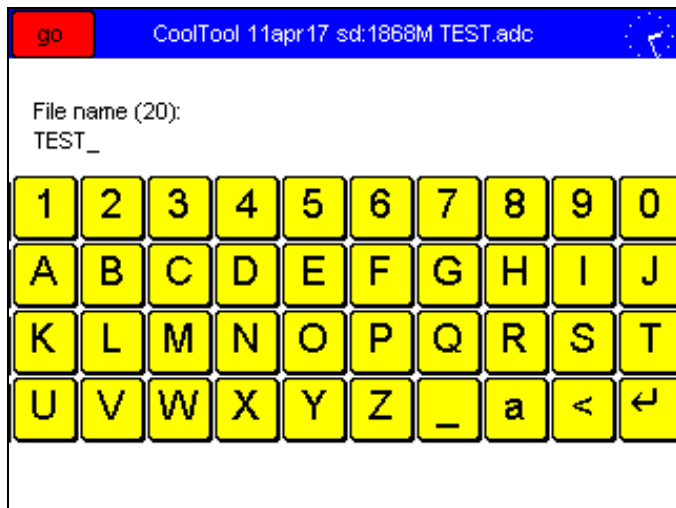 go CoolTool 11apr17 sd:1868M TEST.adc
File name (20):
TEST_
1 2 3 4 5 6 7 8 9 0
A B C D E F G H I J
K L M N O P Q R S T
U V W X Y Z _ a < ↵